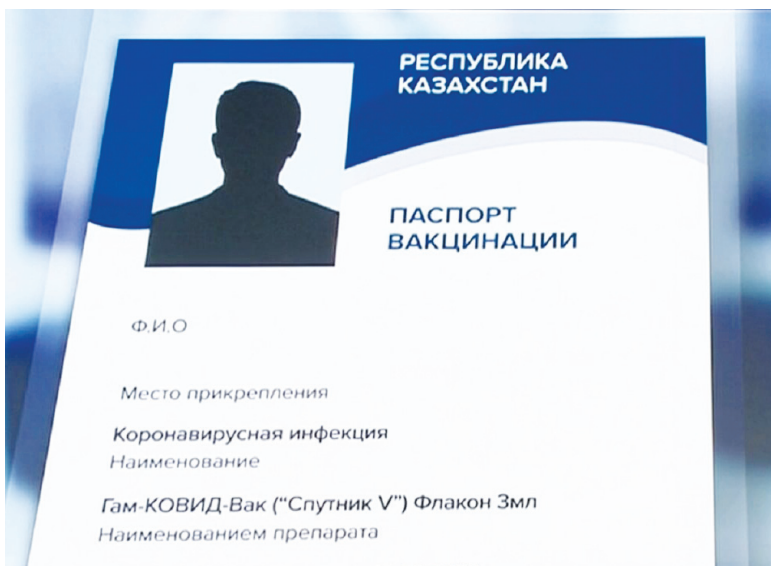 РЕСПУБЛИКА
КАЗАХСТАН
ПАСПОРТ
ВАКЦИНАЦИИ
Ф.И.О
Место прикрепления
Коронавирусная инфекция
Наименование
Гам-КОВИД-Вак (“Спутник V”) Флакон 3мл
Наименованием препарата